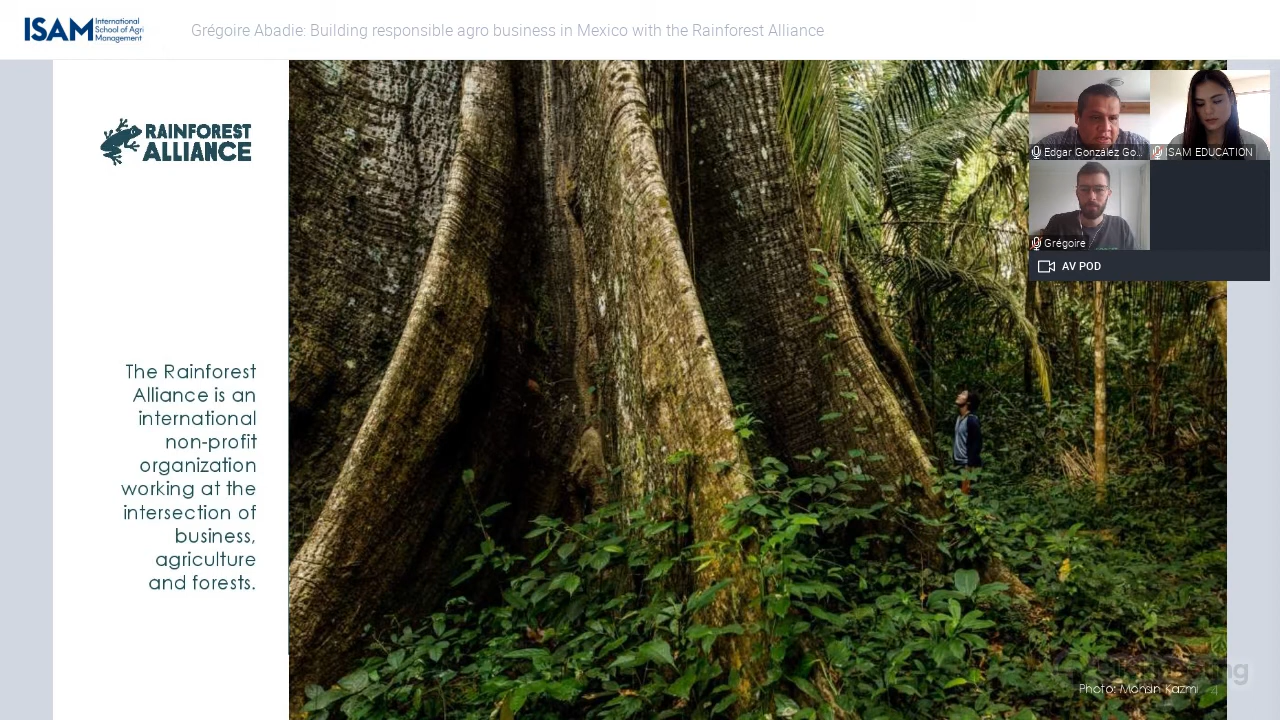 ISAM
International
School of Agri
Management
Grégoire Abadie: Building responsible agro business in Mexico with the Rainforest Alliance
RAINFOREST
ALLIANCE
The Rainforest
Alliance is an
international
non-profit
organization
working at the
intersection of
business,
agriculture
and forests.
Edgar González Go...
ISAM EDUCATION
Grégoire
AV POD
Photo: Mohsin Kazmi